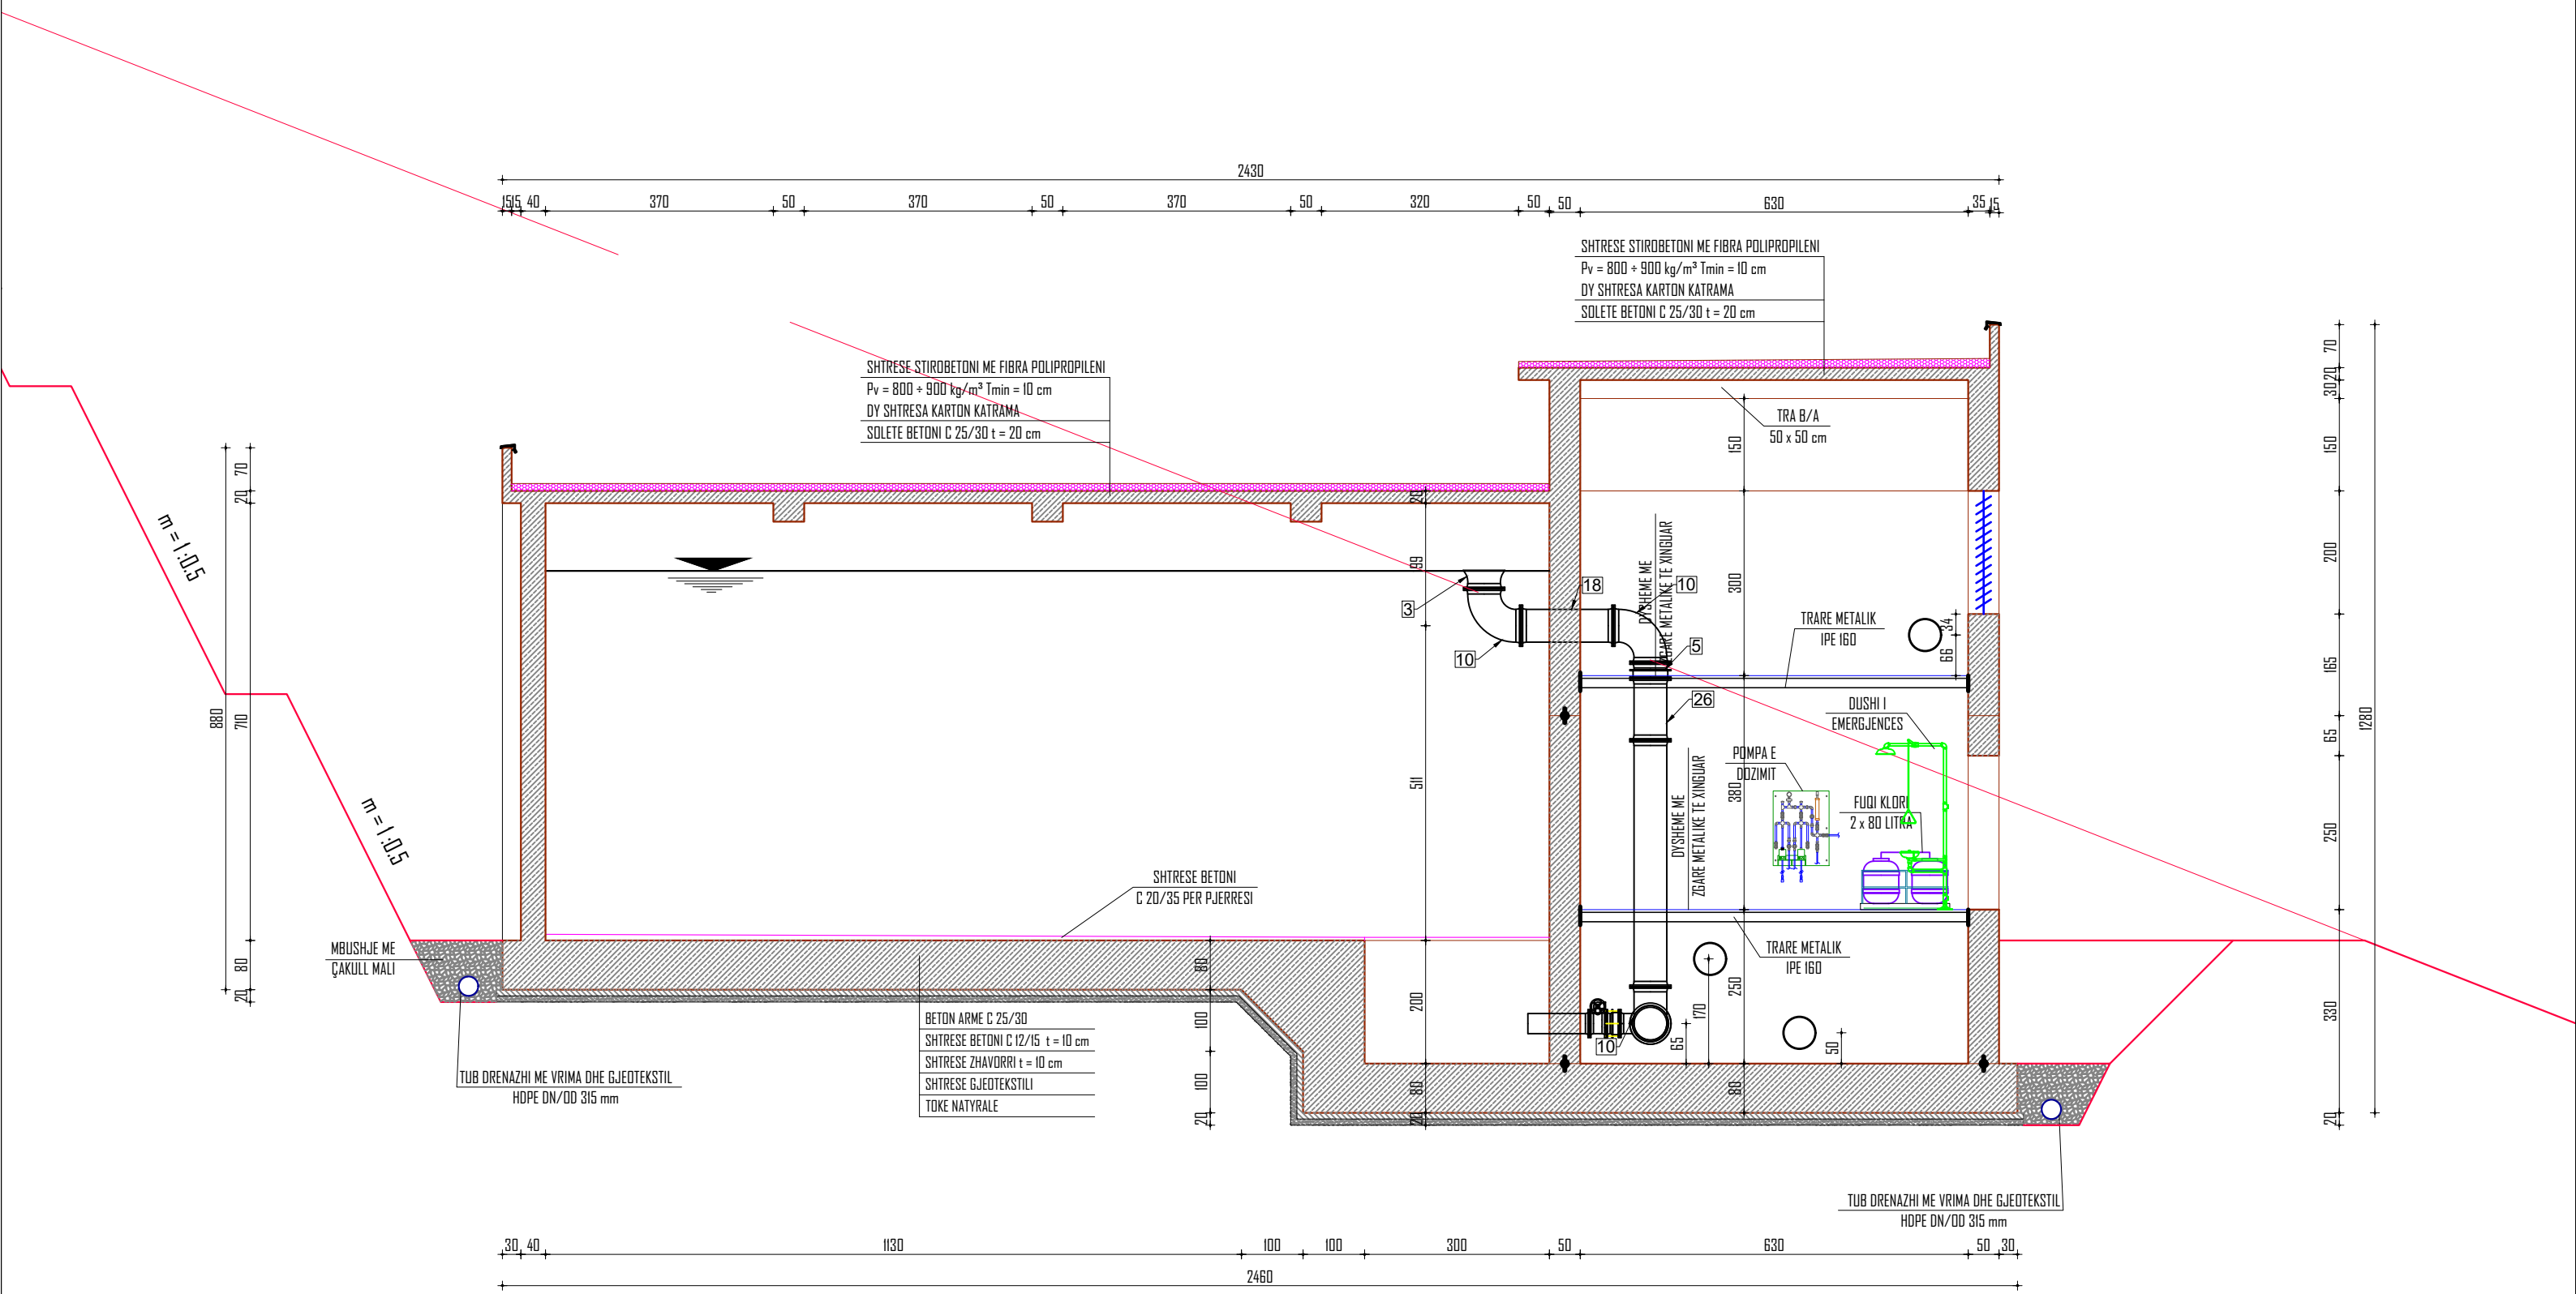 2430
15 15 40 370 50 370 50 370 50 320 50 50 630 35 15
SHTRESE STIROBETONI ME FIBRA POLIPROPILENI
Pv = 800 ÷ 900 kg/m³ Tmin = 10 cm
DY SHTRESA KARTON KATRAMA
SOLETE BETONI C 25/30 t = 20 cm
SHTRESE STIROBETONI ME FIBRA POLIPROPILENI
Pv = 800 ÷ 900 kg/m³ Tmin = 10 cm
DY SHTRESA KARTON KATRAMA
SOLETE BETONI C 25/30 t = 20 cm
TRA B/A
50 x 50 cm
m = 1:0.5
m = 1:0.5
880
70
20
710
80
20
20
99
511
200
80
20
80
100
100
20
150
300
380
250
80
DYSHEME ME
ZGARE METALIKE TE XINGUAR
DYSHEME ME
ZGARE METALIKE TE XINGUAR
3
10
18
10
5
26
10
TRARE METALIK
IPE 160
34
66
DUSHI I
EMERGJENCES
POMPA E
DOZIMIT
FUQI KLORI
2 x 80 LITRA
TRARE METALIK
IPE 160
65
170
50
70
20
30
150
200
165
65
250
330
20
1280
SHTRESE BETONI
C 20/35 PER PJERRESI
MBUSHJE ME
ÇAKULL MALI
BETON ARME C 25/30
SHTRESE BETONI C 12/15 t = 10 cm
SHTRESE ZHAVORRI t = 10 cm
SHTRESE GJEOTEKSTILI
TOKE NATYRALE
TUB DRENAZHI ME VRIMA DHE GJEOTEKSTIL
HDPE DN/OD 315 mm
TUB DRENAZHI ME VRIMA DHE GJEOTEKSTIL
HDPE DN/OD 315 mm
30 40 1130 100 100 300 50 630 50 30
2460